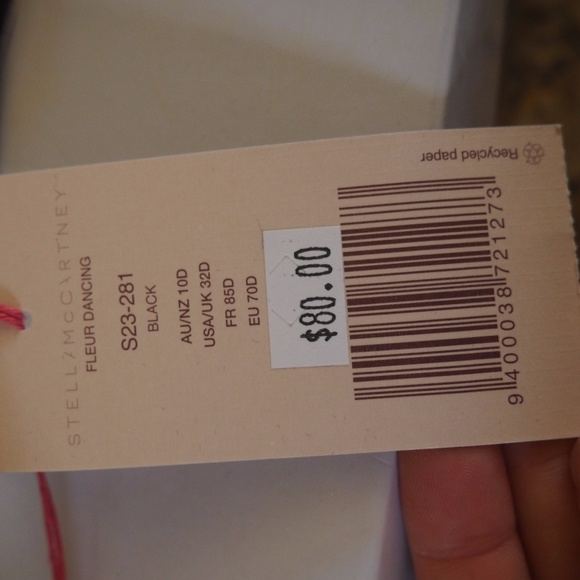 STELLA McCARTNEY
FLEUR DANCING
S23-281
BLACK
AU/NZ 10D
USA/UK 32D
FR 85D
EU 70D
$80.00
9400038721273
Recycled paper